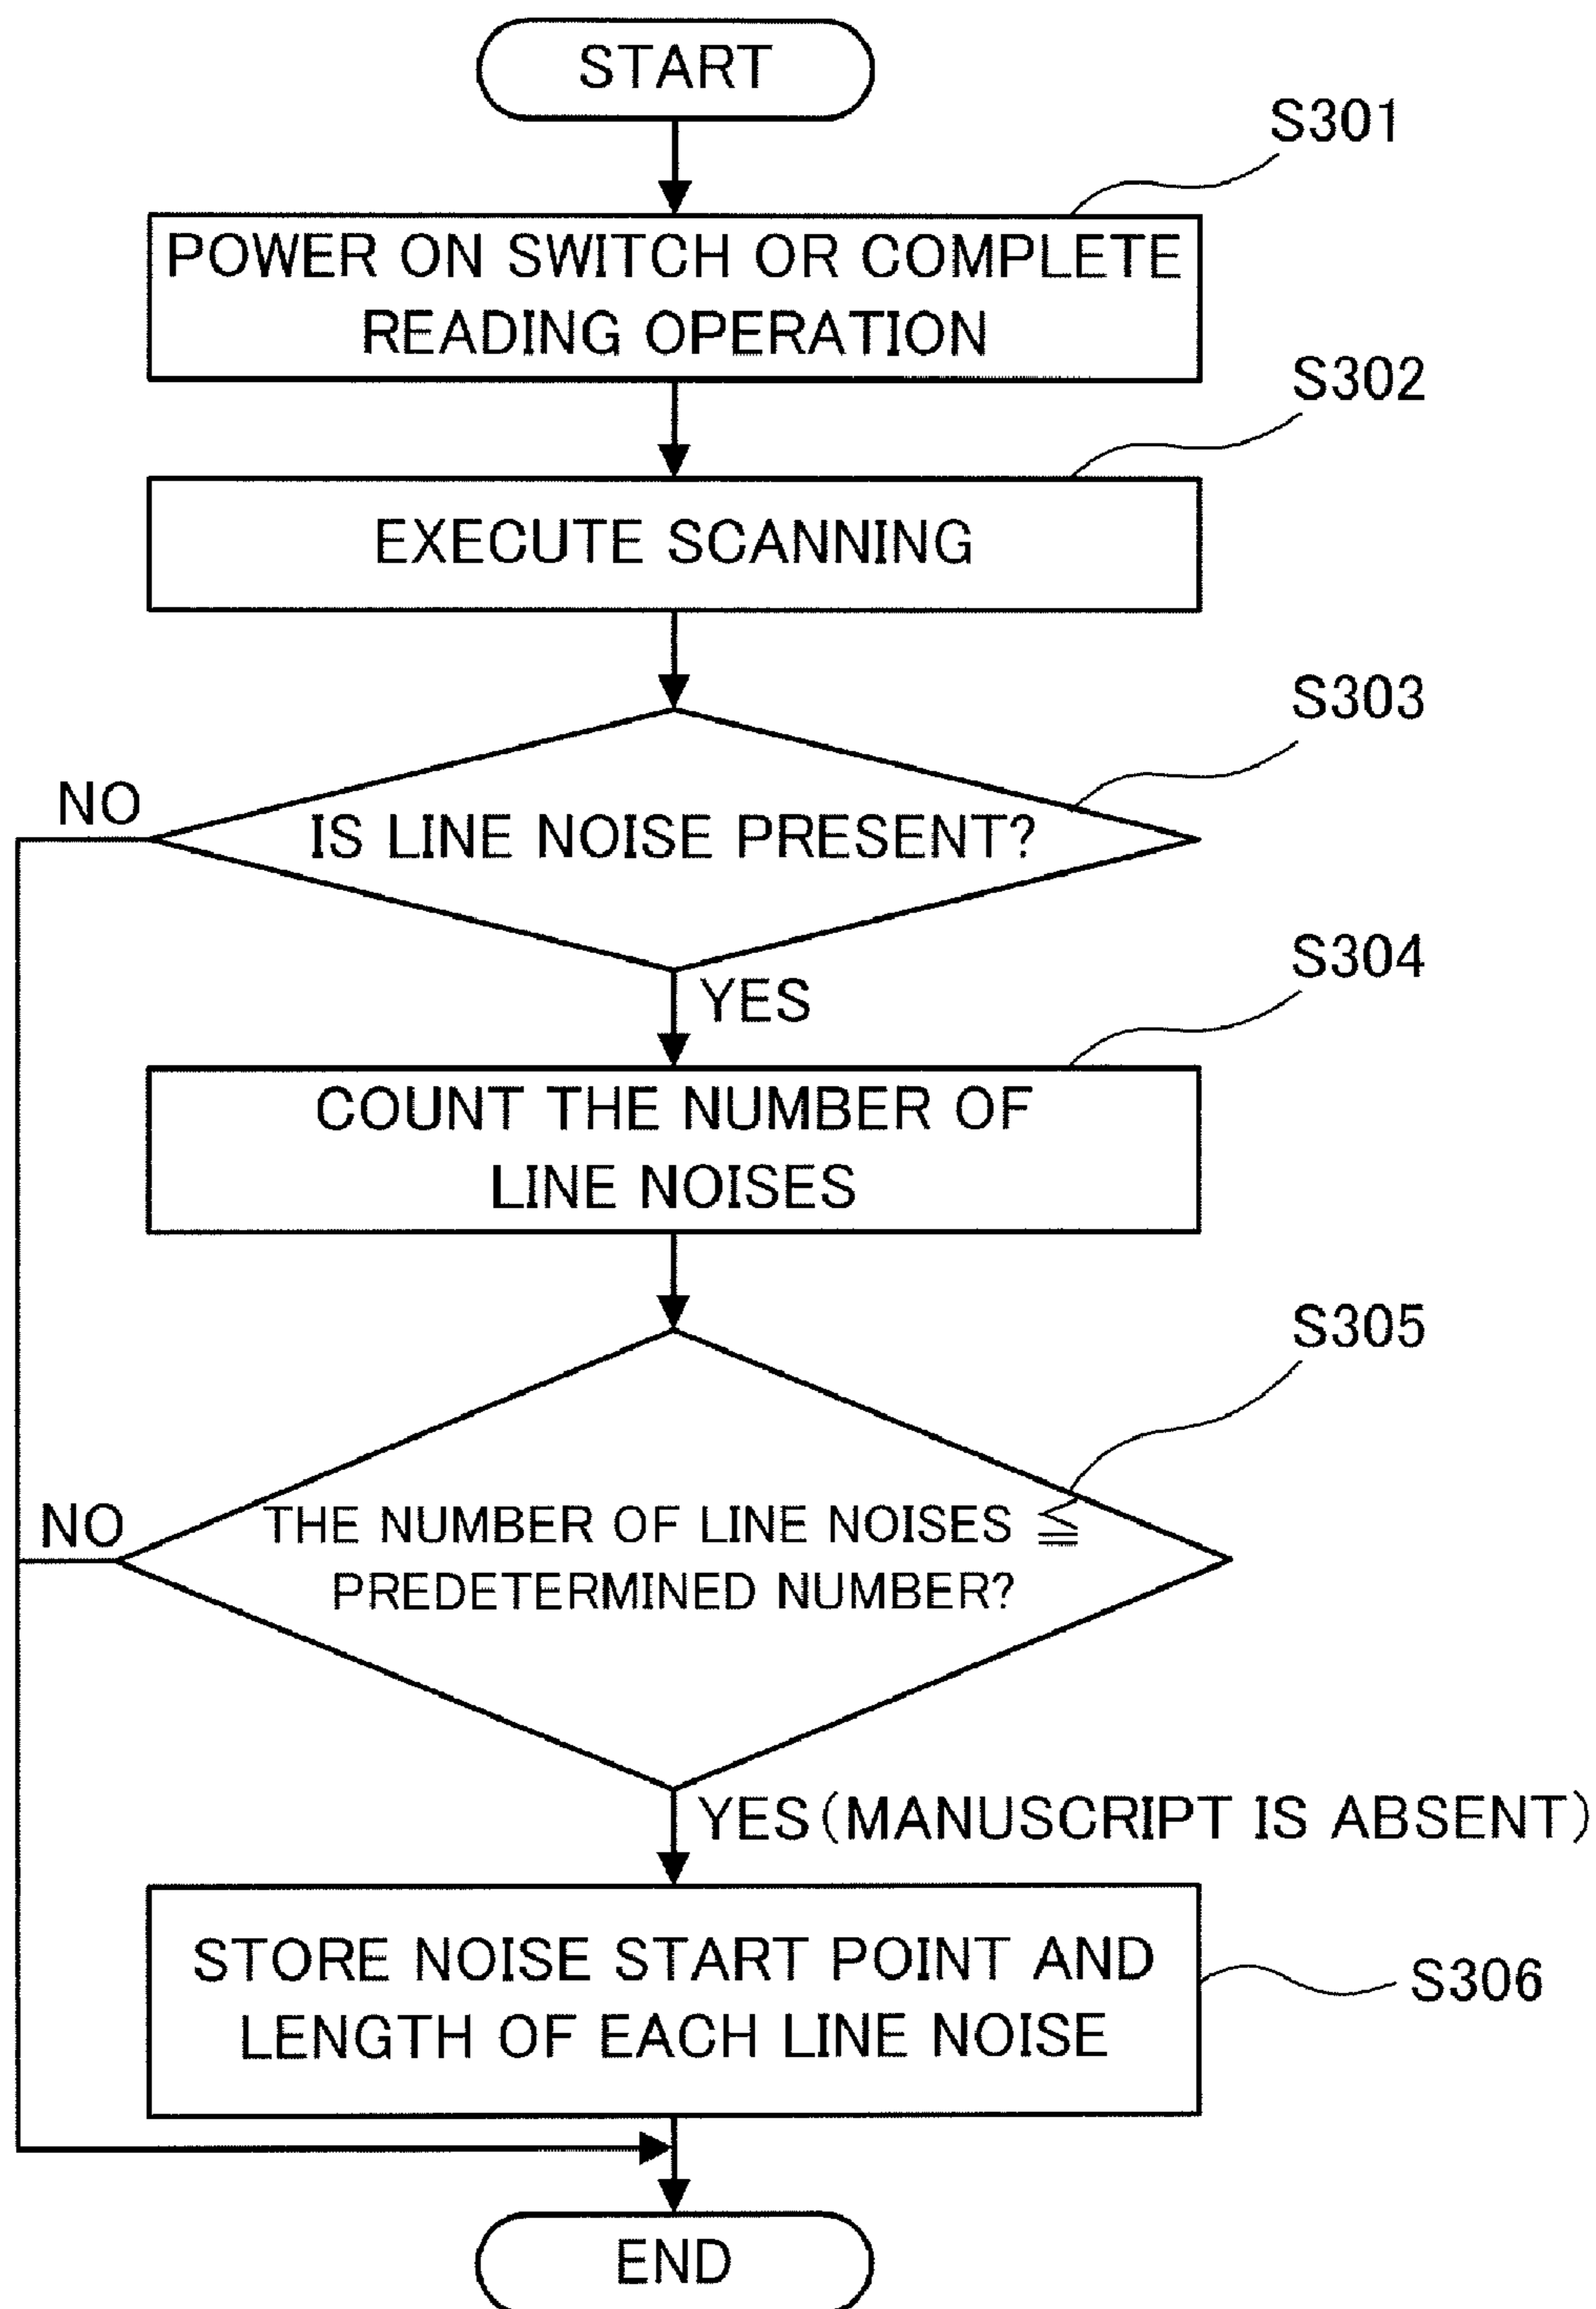 START
S301
POWER ON SWITCH OR COMPLETE
READING OPERATION
S302
EXECUTE SCANNING
S303
NO
IS LINE NOISE PRESENT?
YES
S304
COUNT THE NUMBER OF
LINE NOISES
S305
NO
THE NUMBER OF LINE NOISES ≦
PREDETERMINED NUMBER?
YES(MANUSCRIPT IS ABSENT)
STORE NOISE START POINT AND
LENGTH OF EACH LINE NOISE
S306
END